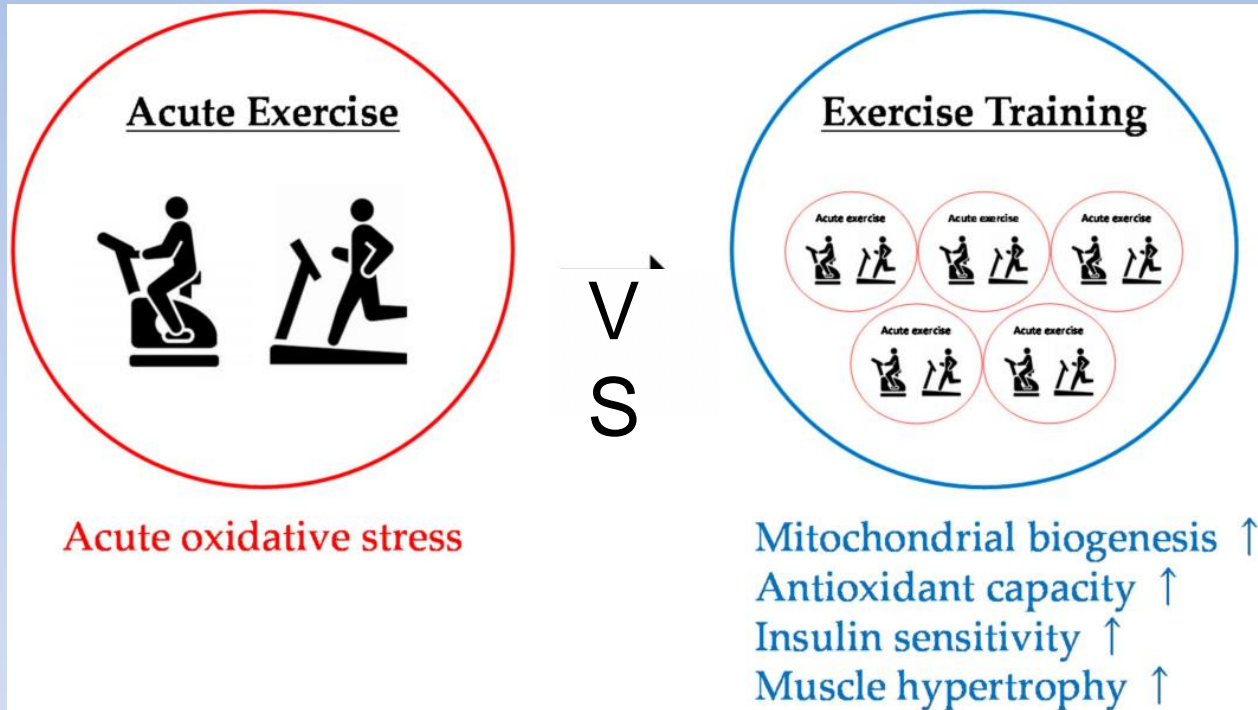 Acute Exercise
Acute oxidative stress
V
S
Exercise Training
Acute exercise
Acute exercise
Acute exercise
Acute exercise
Acute exercise
Mitochondrial biogenesis ↑
Antioxidant capacity ↑
Insulin sensitivity ↑
Muscle hypertrophy ↑